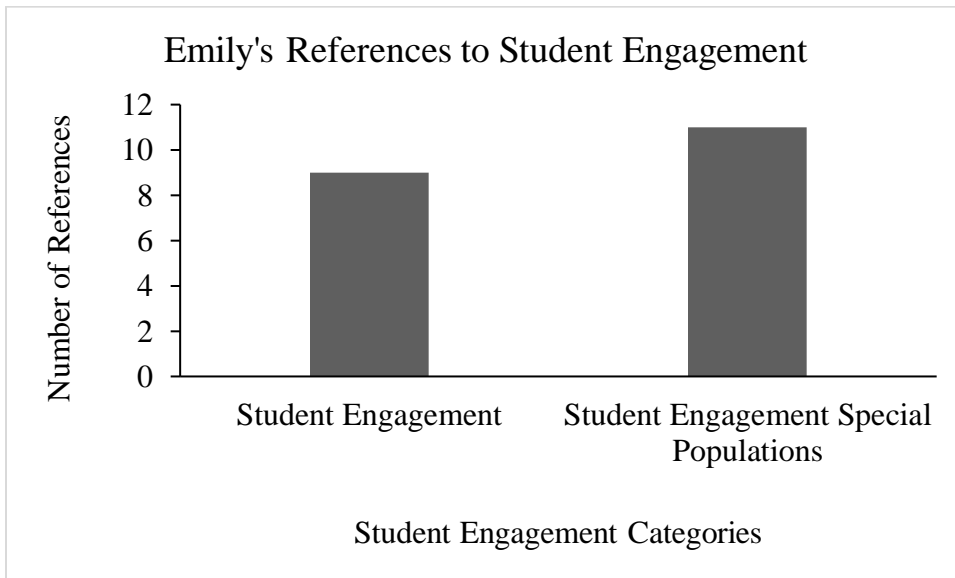 Emily's References to Student Engagement
Number of References
12
10
8
6
4
2
0
Student Engagement
Student Engagement Special
Populations
Student Engagement Categories